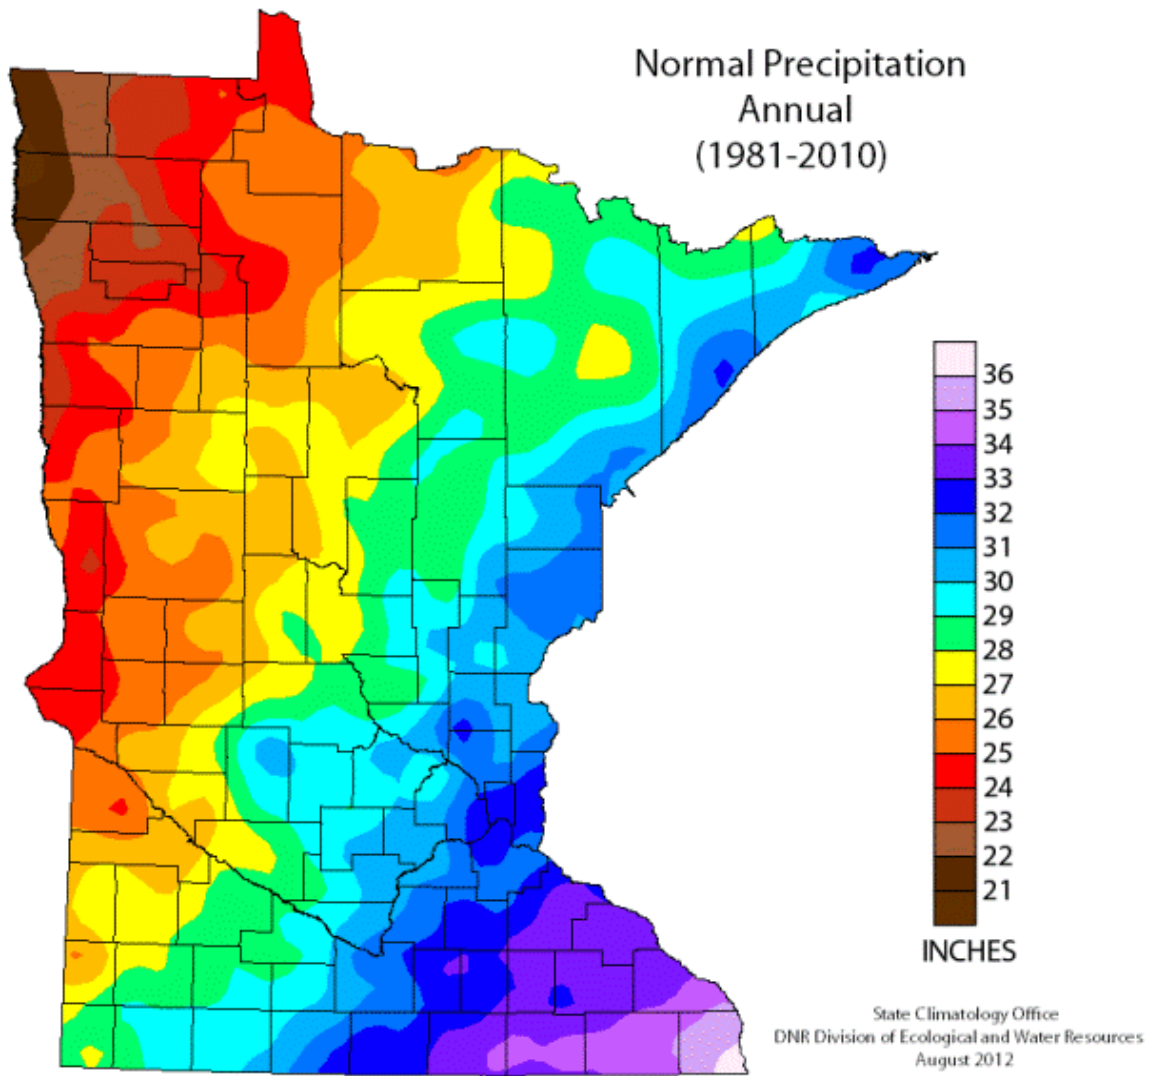 Normal Precipitation
Annual
(1981-2010)
36
35
34
33
32
31
30
29
28
27
26
25
24
23
22
21
INCHES
State Climatology Office
DNR Division of Ecological and Water Resources
August 2012